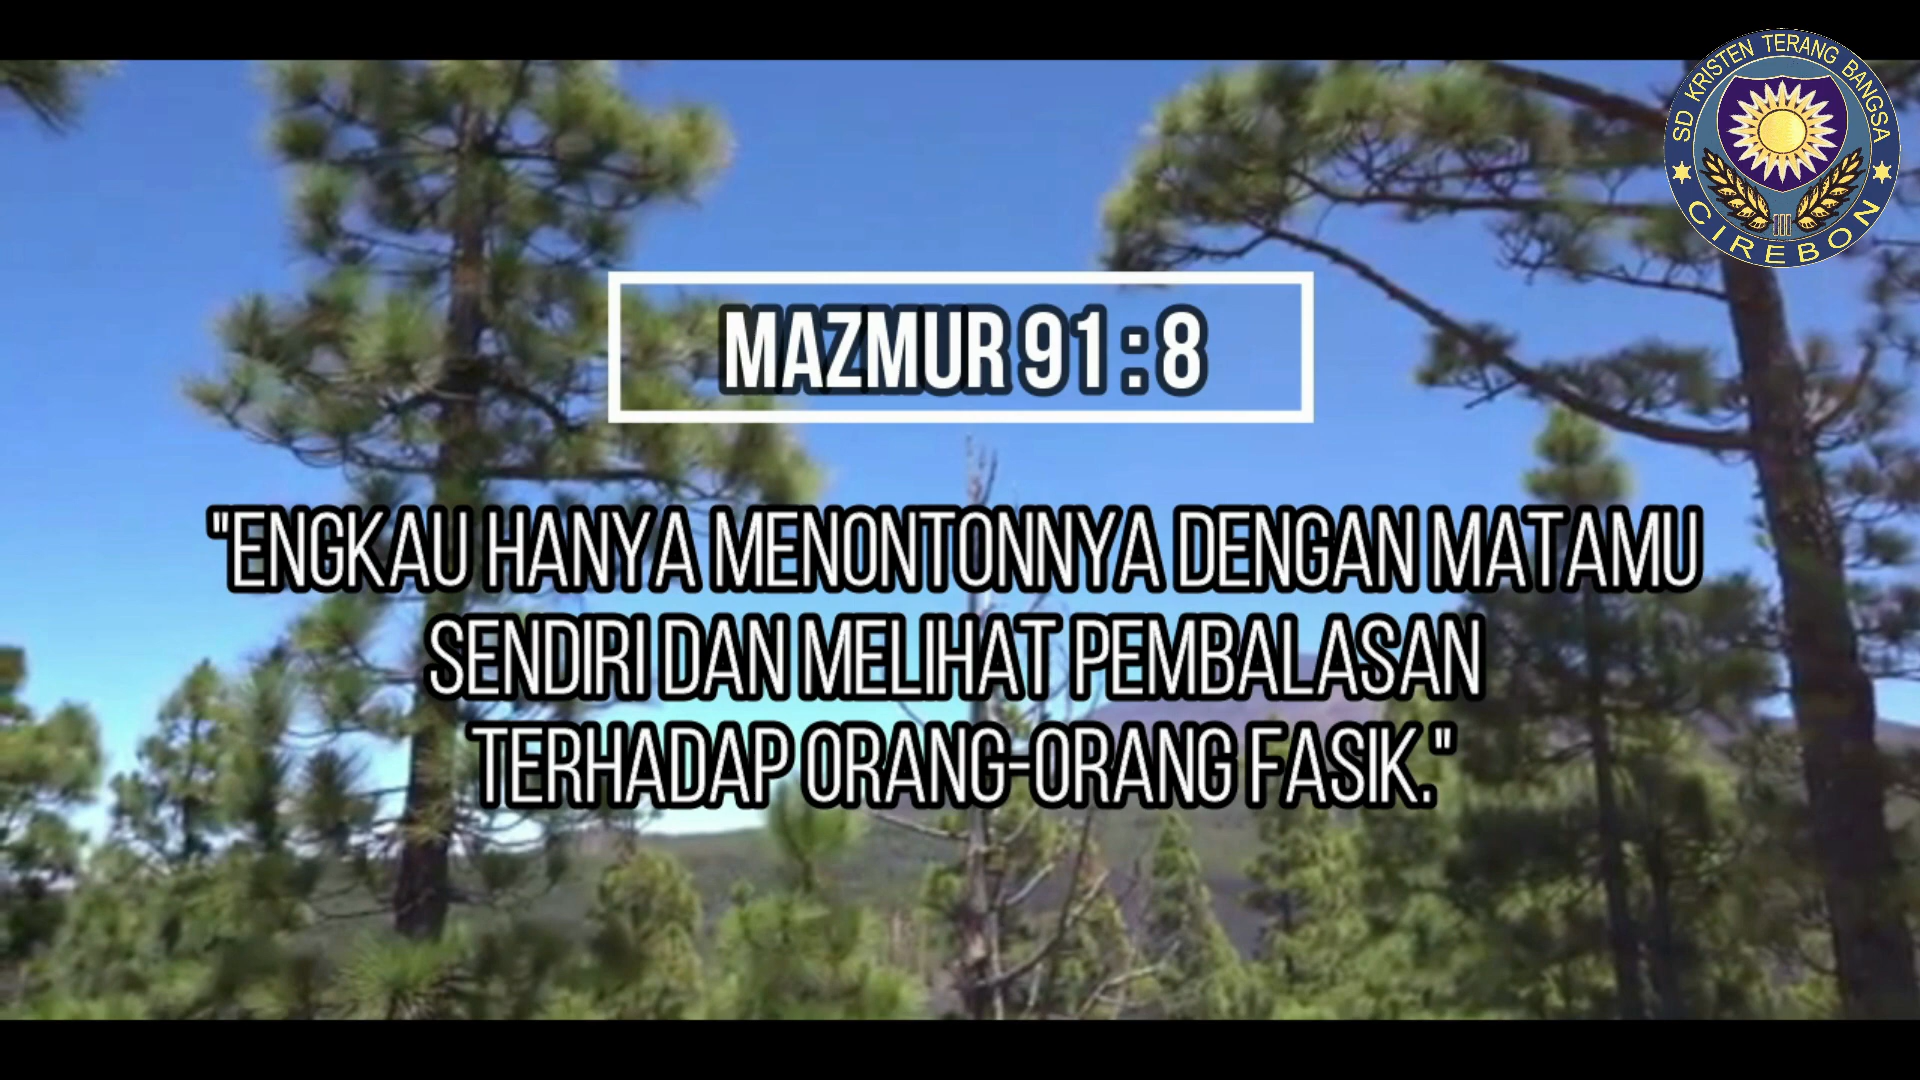 SD KRISTEN TERANG BANGSA
CIREBON
MAZMUR 91 : 8
"ENGKAU HANYA MENONTONNYA DENGAN MATAMU
SENDIRI DAN MELIHAT PEMBALASAN
TERHADAP ORANG-ORANG FASIK."